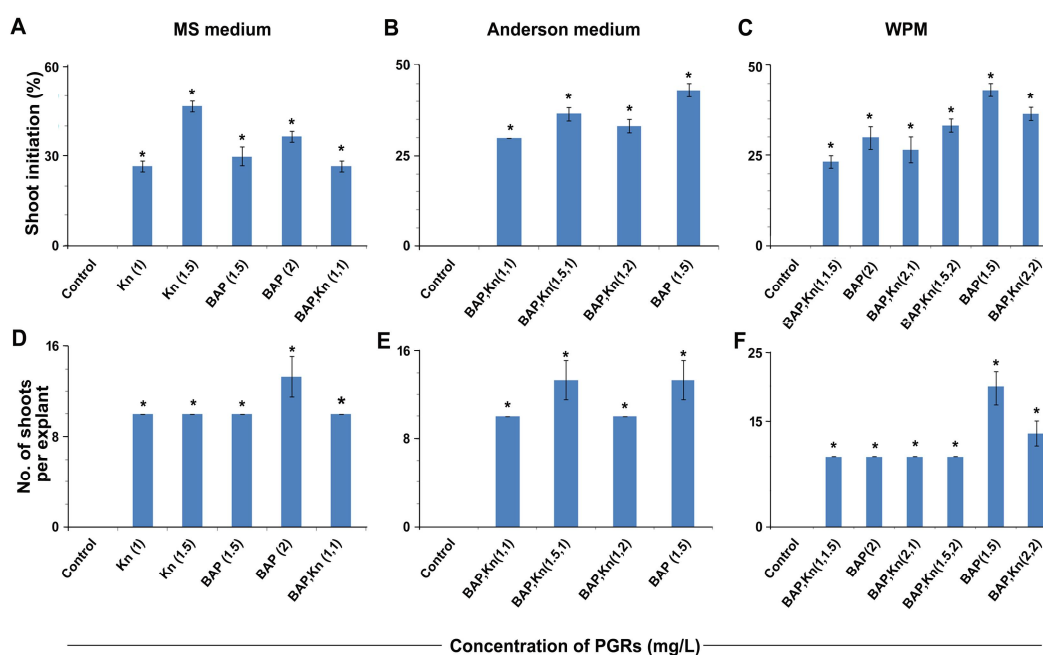 A
MS medium
Shoot initiation (%)
60
30
0
*
*
*
*
*
Control
Kn (1)
Kn (1.5)
BAP (1.5)
BAP (2)
BAP,Kn (1,1)
B
Anderson medium
50
25
0
*
*
*
*
Control
BAP,Kn(1,1)
BAP,Kn(1.5,1)
BAP,Kn(1,2)
BAP (1.5)
C
WPM
50
25
0
*
*
*
*
*
*
Control
BAP,Kn(1,1.5)
BAP(2)
BAP,Kn(2,1)
BAP,Kn(1.5,2)
BAP(1.5)
BAP,Kn(2,2)
D
No. of shoots
per explant
16
8
0
*
*
*
*
*
Control
Kn (1)
Kn (1.5)
BAP (1.5)
BAP (2)
BAP,Kn (1,1)
E
16
8
0
*
*
*
*
Control
BAP,Kn(1,1)
BAP,Kn(1.5,1)
BAP,Kn(1,2)
BAP (1.5)
F
25
15
0
*
*
*
*
*
*
Control
BAP,Kn(1,1.5)
BAP(2)
BAP,Kn(2,1)
BAP,Kn(1.5,2)
BAP(1.5)
BAP,Kn(2,2)
Concentration of PGRs (mg/L)